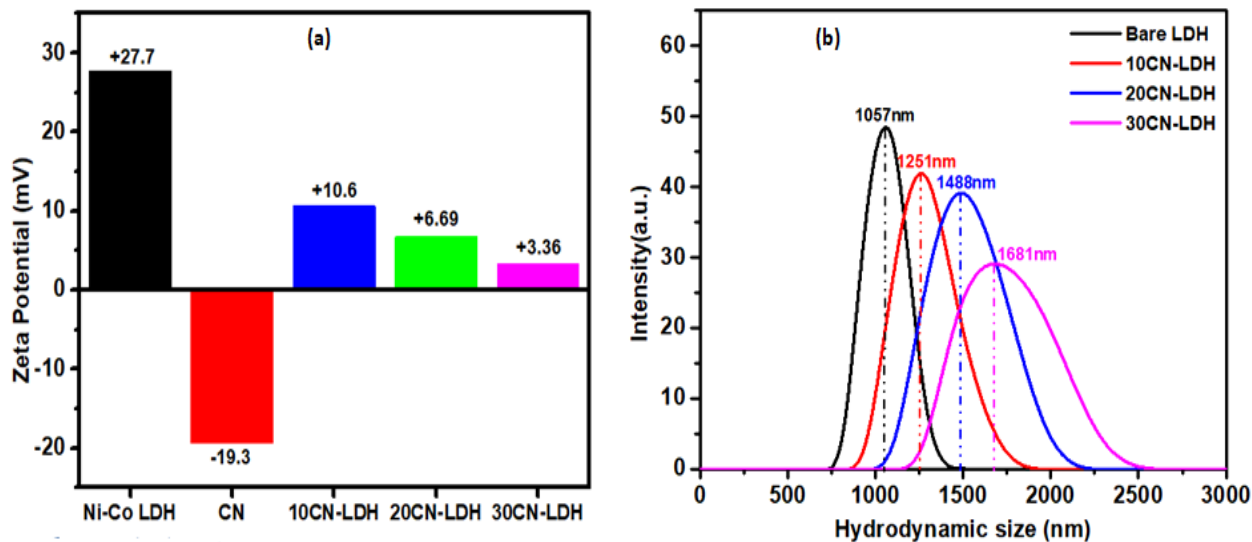 (a)
Zeta Potential (mV)
30
20
10
0
-10
-20
+27.7
-19.3
+10.6
+6.69
+3.36
Ni-Co LDH CN 10CN-LDH 20CN-LDH 30CN-LDH
(b)
Bare LDH
10CN-LDH
20CN-LDH
30CN-LDH
Intensity(a.u.)
60
50
40
30
20
10
0
1057nm
1251nm
1488nm
1681nm
0 500 1000 1500 2000 2500 3000
Hydrodynamic size (nm)